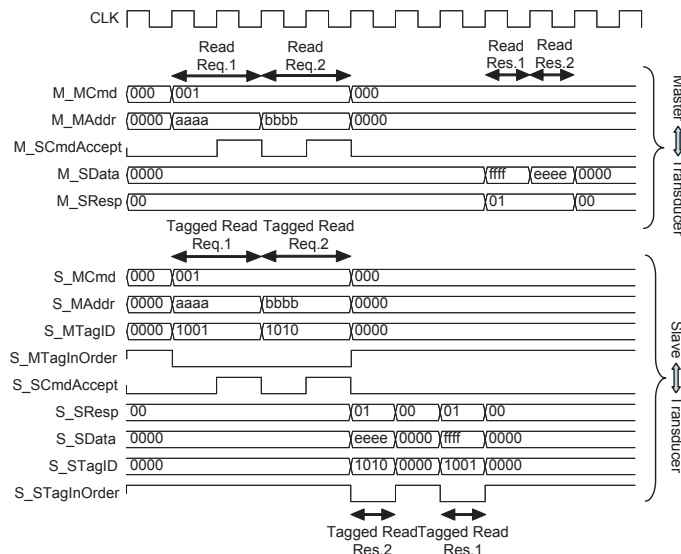 CLK
Read Req.1
Read Req.2
Read Res.1
Read Res.2
M_MCmd 000 001 000
M_MAddr 0000 aaaa bbbb 0000
M_SCmdAccept
M_SData 0000 ffff eeee 0000
M_SResp 00 01 00
Master Transducer
Tagged Read Req.1
Tagged Read Req.2
S_MCmd 000 001 000
S_MAddr 0000 aaaa bbbb 0000
S_MTagID 0000 1001 1010 0000
S_MTagInOrder
S_SCmdAccept
S_SResp 00 01 00 01 00
S_SData 0000 eeee 0000 ffff 0000
S_STagID 0000 1010 0000 1001 0000
S_STagInOrder
Slave Transducer
Tagged Read Res.2
Tagged Read Res.1